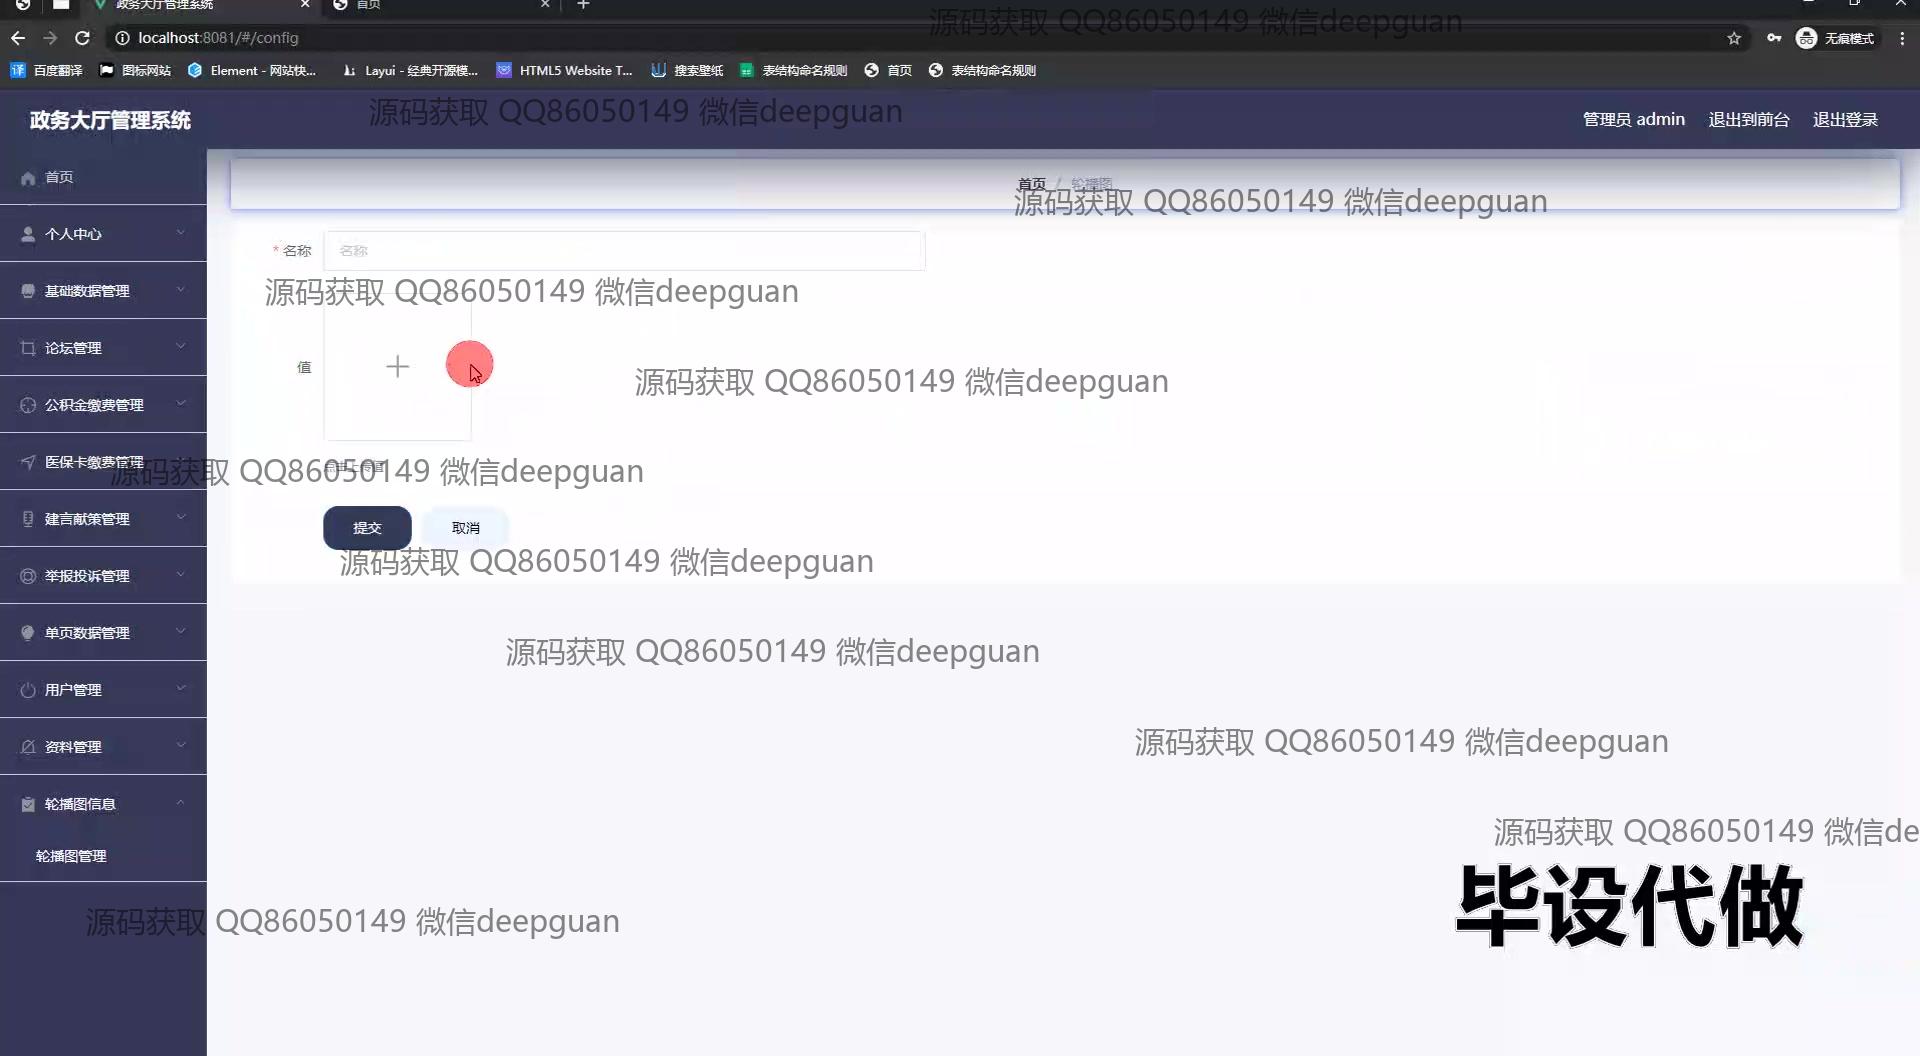 政务大厅管理系统
首页
localhost:8081/#/config
无痕模式
百度翻译
图标网站
Element - 网站快...
Layui - 经典开源模...
HTML5 Website T...
搜索壁纸
表结构命名规则
首页
表结构命名规则
源码获取 QQ86050149 微信deepguan
政务大厅管理系统
源码获取 QQ86050149 微信deepguan
管理员 admin
退出到前台
退出登录
首页
首页 / 轮播图
源码获取 QQ86050149 微信deepguan
个人中心
* 名称
名称
基础数据管理
源码获取 QQ86050149 微信deepguan
论坛管理
值
源码获取 QQ86050149 微信deepguan
公积金缴费管理
医保卡缴费管理
点击上传值
源码获取 QQ86050149 微信deepguan
建言献策管理
提交
取消
源码获取 QQ86050149 微信deepguan
举报投诉管理
单页数据管理
源码获取 QQ86050149 微信deepguan
用户管理
资料管理
源码获取 QQ86050149 微信deepguan
轮播图信息
源码获取 QQ86050149 微信de
轮播图管理
毕设代做
源码获取 QQ86050149 微信deepguan